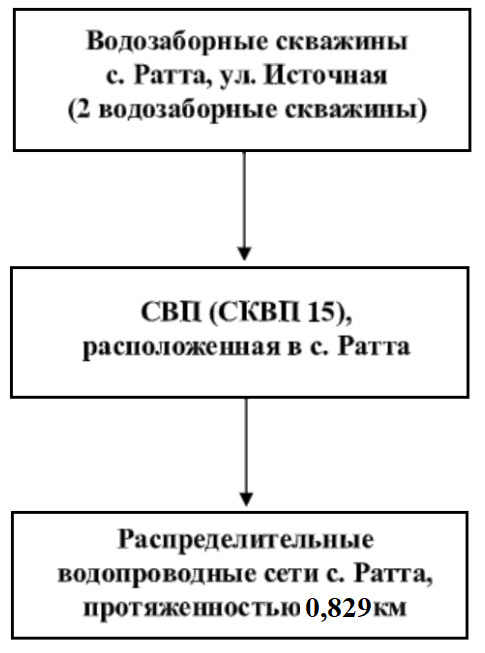 Водозаборные скважины
с. Ратта, ул. Источная
(2 водозаборные скважины)
СВП (СКВП 15),
расположенная в с. Ратта
Распределительные
водопроводные сети с. Ратта,
протяженностью 0,829км